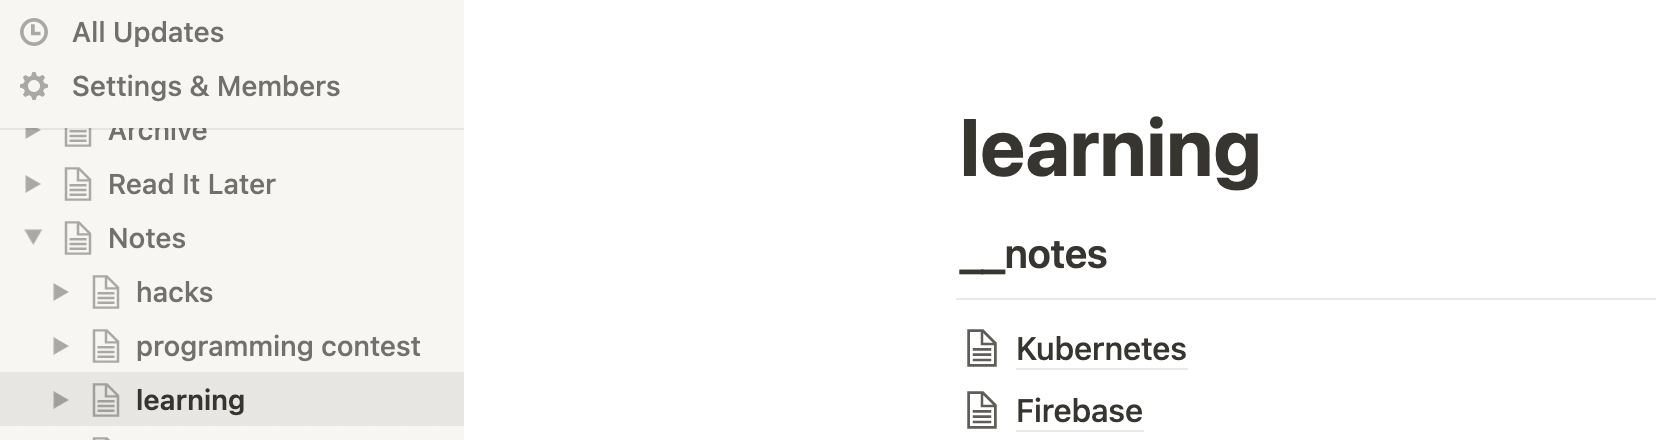 All Updates
Settings & Members
Archive
Read It Later
Notes
hacks
programming contest
learning
learning
__notes
Kubernetes
Firebase